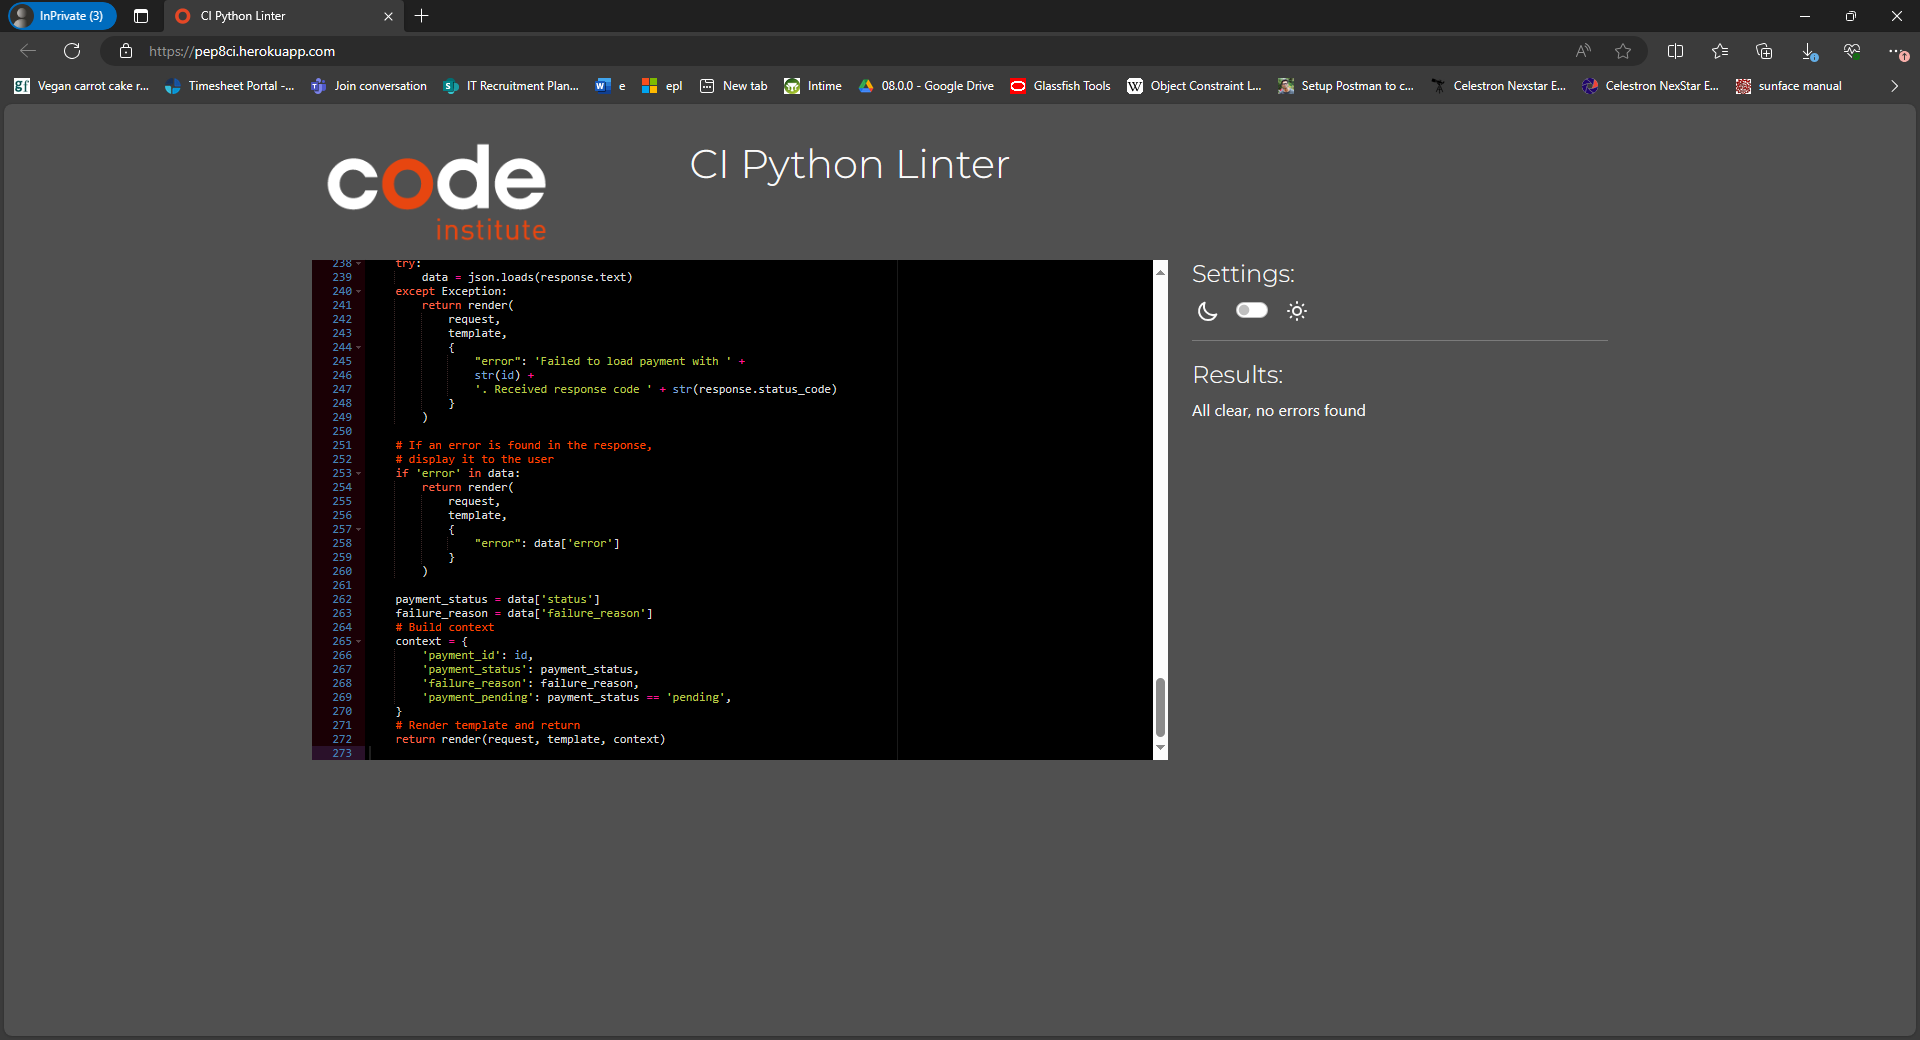 InPrivate (3)
CI Python Linter
https://pep8ci.herokuapp.com
gf Vegan carrot cake r... Timesheet Portal -... Join conversation IT Recruitment Plan... e epl New tab Intime 08.0.0 - Google Drive Glassfish Tools W Object Constraint L... Setup Postman to c... Celestron Nexstar E... Celestron NexStar E... sunface manual
code
institute
CI Python Linter
238 try:
239 data = json.loads(response.text)
240 except Exception:
241 return render(
242 request,
243 template,
244 {
245 "error": 'Failed to load payment with ' +
246 str(id) +
247 '. Received response code ' + str(response.status_code)
248 }
249 )
250
251 # If an error is found in the response,
252 # display it to the user
253 if 'error' in data:
254 return render(
255 request,
256 template,
257 {
258 "error": data['error']
259 }
260 )
261
262 payment_status = data['status']
263 failure_reason = data['failure_reason']
264 # Build context
265 context = {
266 'payment_id': id,
267 'payment_status': payment_status,
268 'failure_reason': failure_reason,
269 'payment_pending': payment_status == 'pending',
270 }
271 # Render template and return
272 return render(request, template, context)
273
Settings:
Results:
All clear, no errors found